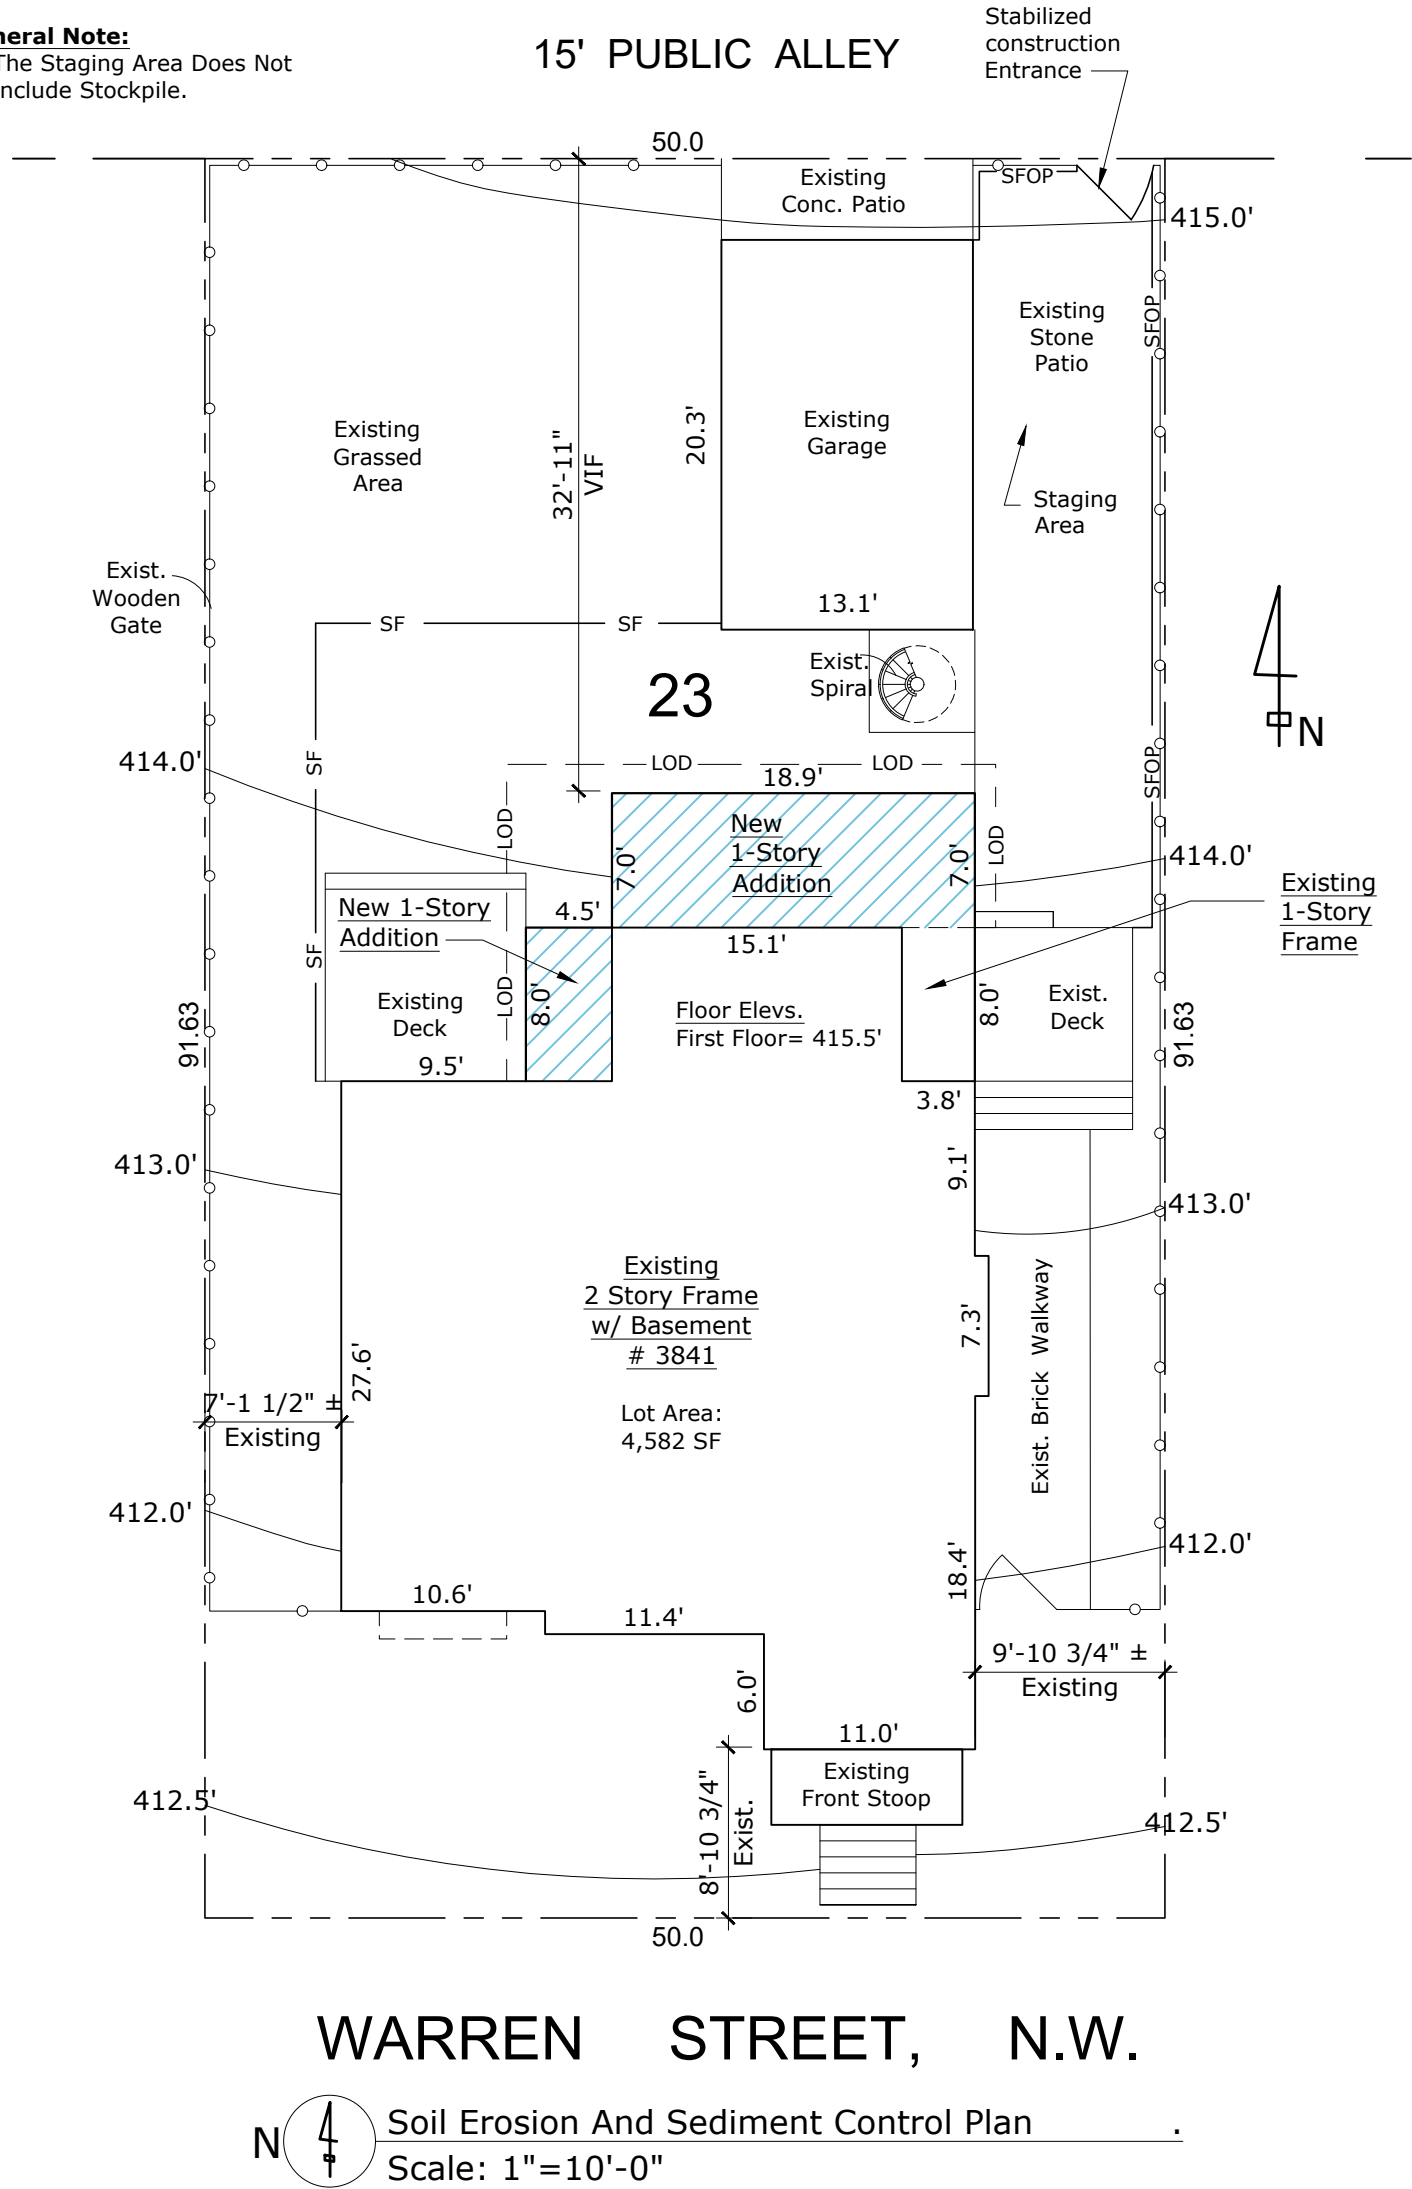 neral Note:
The Staging Area Does Not
nclude Stockpile.
15' PUBLIC ALLEY
Stabilized
construction
Entrance
50.0
Existing
Conc. Patio
SFOP
415.0'
Existing
Stone
Patio
SFOP
Existing
Grassed
Area
32'-11"
VIF
20.3'
Existing
Garage
Staging
Area
Exist.
Wooden
Gate
13.1'
SF
SF
Exist.
Spiral
23
N
414.0'
SF
LOD
LOD
SFOP
18.9'
LOD
7.0'
New
1-Story
Addition
7.0'
LOD
414.0'
Existing
1-Story
Frame
New 1-Story
Addition
4.5'
15.1'
SF
Existing
Deck
LOD
8.0'
Floor Elevs.
First Floor= 415.5'
8.0'
Exist.
Deck
91.63
91.63
9.5'
3.8'
413.0'
9.1'
413.0'
Existing
2 Story Frame
w/ Basement
# 3841
7.3'
Exist. Brick Walkway
27.6'
7'-1 1/2" ±
Existing
Lot Area:
4,582 SF
412.0'
18.4'
412.0'
10.6'
11.4'
9'-10 3/4" ±
Existing
6.0'
11.0'
Existing
Front Stoop
8'-10 3/4"
Exist.
412.5'
412.5'
50.0
WARREN STREET, N.W.
N
Soil Erosion And Sediment Control Plan .
Scale: 1"=10'-0"